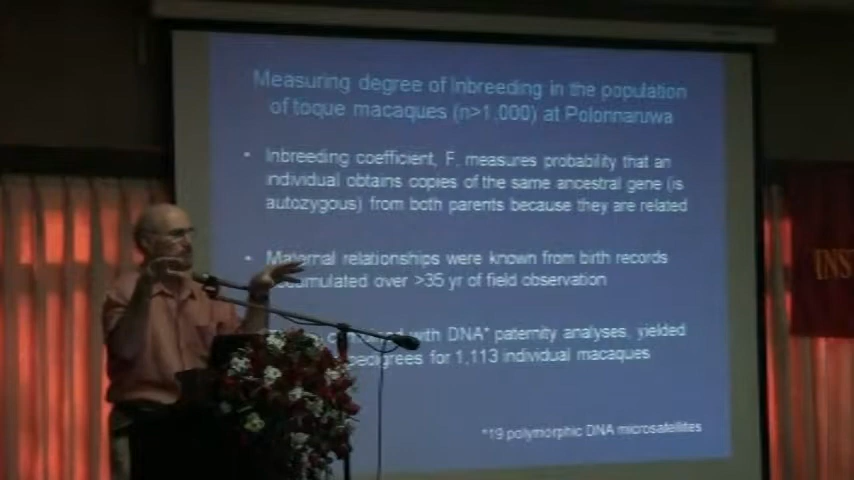 Measuring degree of Inbreeding in the population
of toque macaques (n>1,000) at Polonnaruwa
• Inbreeding coefficient, F, measures probability that an
individual obtains copies of the same ancestral gene (is
autozygous) from both parents because they are related
• Maternal relationships were known from birth records
accumulated over >35 yr of field observation
with DNA* paternity analyses, yielded
pedigrees for 1,113 individual macaques
*19 polymorphic DNA microsatellites
INS